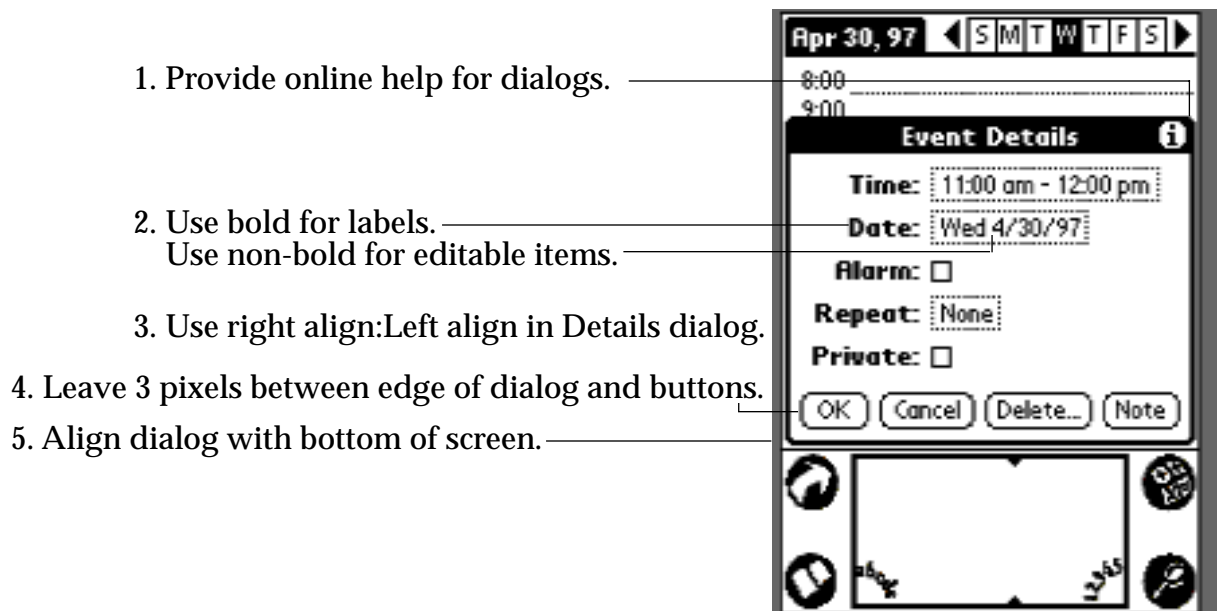 1. Provide online help for dialogs.
2. Use bold for labels.
Use non-bold for editable items.
3. Use right align:Left align in Details dialog.
4. Leave 3 pixels between edge of dialog and buttons.
5. Align dialog with bottom of screen.
Apr 30, 97 S M T W T F S
8:00
9:00
Event Details i
Time: 11:00 am - 12:00 pm
Date: Wed 4/30/97
Alarm:
Repeat: None
Private:
OK Cancel Delete... Note
abcde 12345